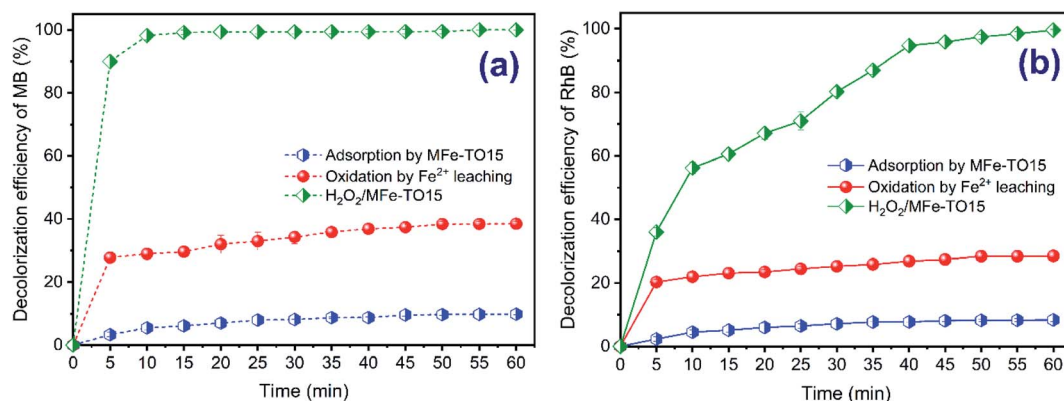 Decolorization efficiency of MB (%)
100
80
60
40
20
0
(a)
Adsorption by MFe-TO15
Oxidation by Fe²⁺ leaching
H₂O₂/MFe-TO15
0 5 10 15 20 25 30 35 40 45 50 55 60
Time (min)
Decolorization efficiency of RhB (%)
100
80
60
40
20
0
(b)
Adsorption by MFe-TO15
Oxidation by Fe²⁺ leaching
H₂O₂/MFe-TO15
0 5 10 15 20 25 30 35 40 45 50 55 60
Time (min)